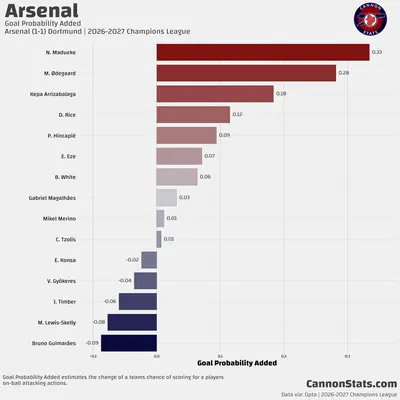 Arsenal
Goal Probability Added
Arsenal (1-1) Dortmund | 2026-2027 Champions League
CANNON
STATS
N. Madueke 0.33
M. Ødegaard 0.28
Kepa Arrizabalaga 0.18
D. Rice 0.12
P. Hincapié 0.09
E. Eze 0.07
B. White 0.06
Gabriel Magalhães 0.03
Mikel Merino 0.01
C. Tzolis 0.01
E. Konsa -0.02
V. Gyökeres -0.04
J. Timber -0.06
M. Lewis-Skelly -0.08
Bruno Guimarães -0.09
-0.1 0.0 0.1 0.2 0.3
Goal Probability Added
Goal Probability Added estimates the change of a teams chance of scoring for a players
on-ball attacking actions.
CannonStats.com
Data via: Opta | 2026-2027 Champions League